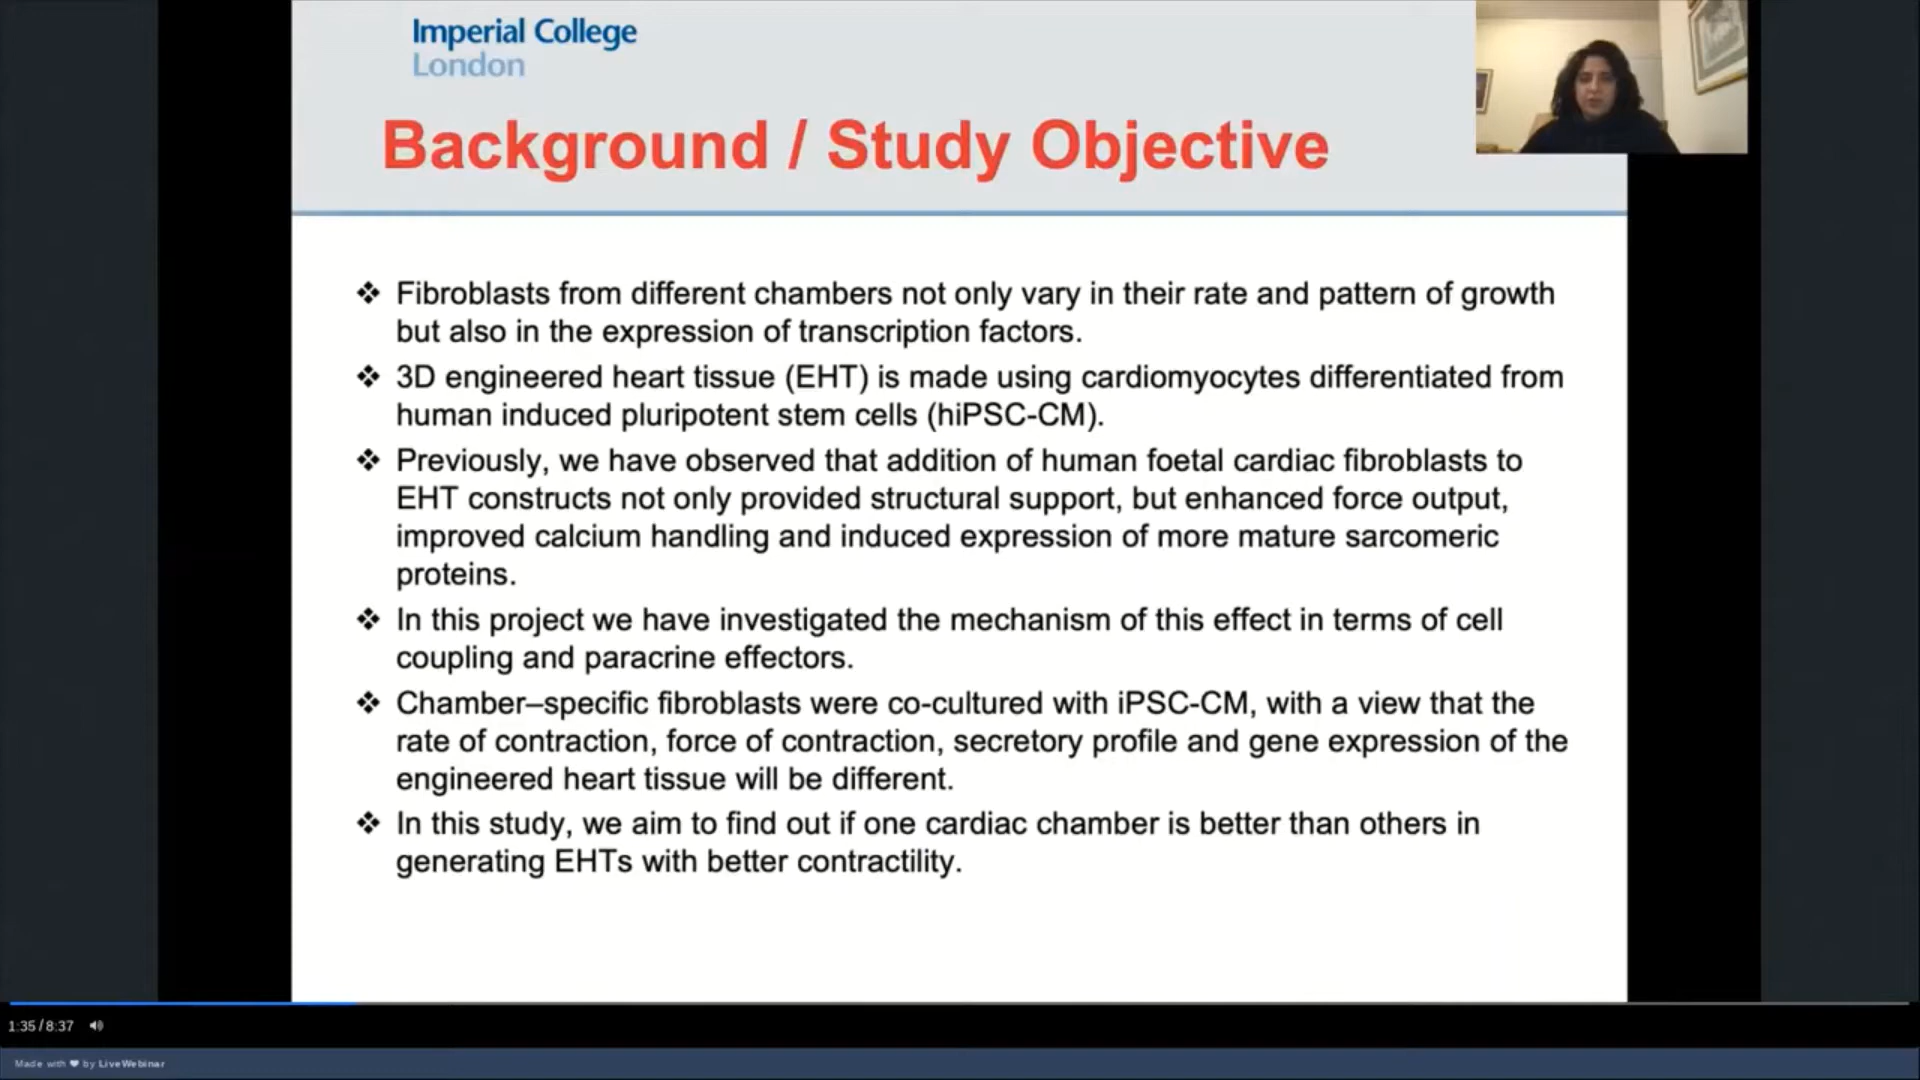 Imperial College
London
Background / Study Objective
❖ Fibroblasts from different chambers not only vary in their rate and pattern of growth
but also in the expression of transcription factors.
❖ 3D engineered heart tissue (EHT) is made using cardiomyocytes differentiated from
human induced pluripotent stem cells (hiPSC-CM).
❖ Previously, we have observed that addition of human foetal cardiac fibroblasts to
EHT constructs not only provided structural support, but enhanced force output,
improved calcium handling and induced expression of more mature sarcomeric
proteins.
❖ In this project we have investigated the mechanism of this effect in terms of cell
coupling and paracrine effectors.
❖ Chamber–specific fibroblasts were co-cultured with iPSC-CM, with a view that the
rate of contraction, force of contraction, secretory profile and gene expression of the
engineered heart tissue will be different.
❖ In this study, we aim to find out if one cardiac chamber is better than others in
generating EHTs with better contractility.
1:35/8:37
Made with ❤ by LiveWebinar